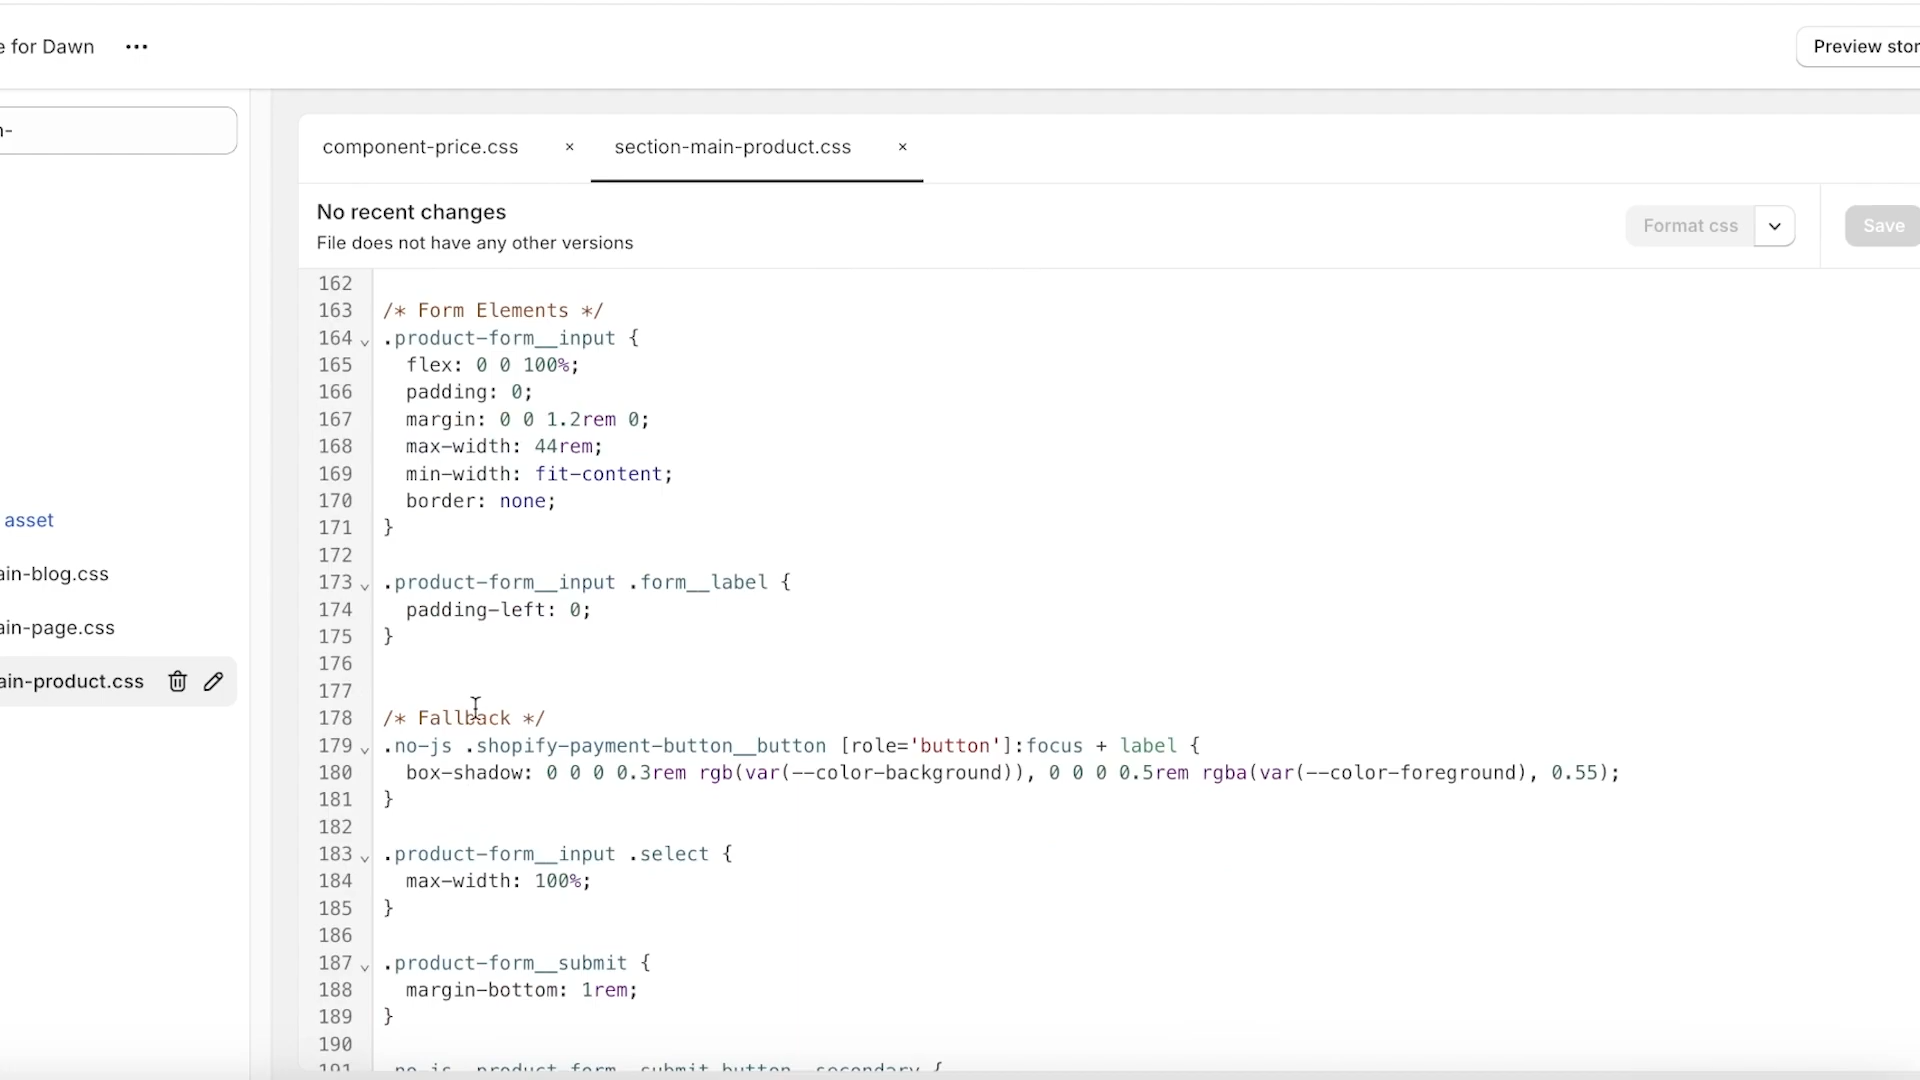 e for Dawn
Preview stor
n-
component-price.css
section-main-product.css
No recent changes
File does not have any other versions
Format css
Save
asset
ain-blog.css
ain-page.css
ain-product.css
162
163 /* Form Elements */
164 .product-form__input {
165 flex: 0 0 100%;
166 padding: 0;
167 margin: 0 0 1.2rem 0;
168 max-width: 44rem;
169 min-width: fit-content;
170 border: none;
171 }
172
173 .product-form__input .form__label {
174 padding-left: 0;
175 }
176
177
178 /* Fallback */
179 .no-js .shopify-payment-button__button [role='button']:focus + label {
180 box-shadow: 0 0 0 0.3rem rgb(var(--color-background)), 0 0 0 0.5rem rgba(var(--color-foreground), 0.55);
181 }
182
183 .product-form__input .select {
184 max-width: 100%;
185 }
186
187 .product-form__submit {
188 margin-bottom: 1rem;
189 }
190
191 .no-js .product-form__submit.button--secondary {